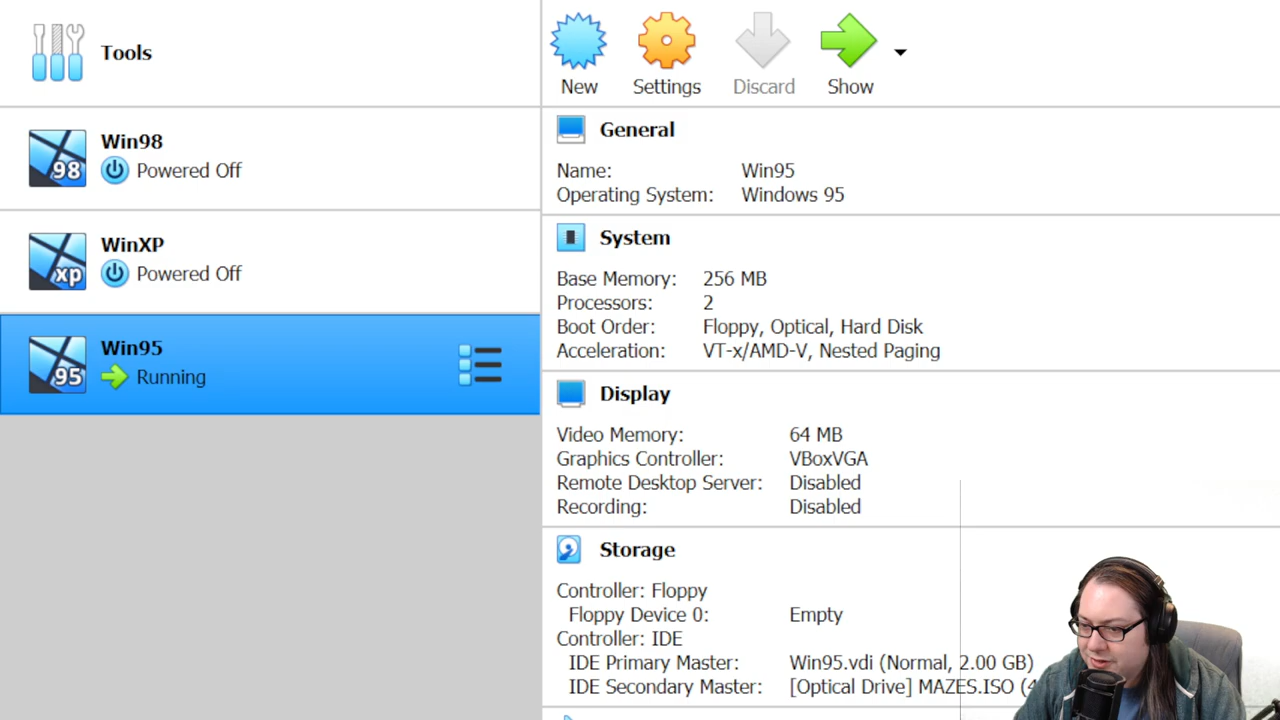 Tools
New
Settings
Discard
Show
98
Win98
Powered Off
xp
WinXP
Powered Off
95
Win95
Running
General
Name: Win95
Operating System: Windows 95
System
Base Memory: 256 MB
Processors: 2
Boot Order: Floppy, Optical, Hard Disk
Acceleration: VT-x/AMD-V, Nested Paging
Display
Video Memory: 64 MB
Graphics Controller: VBoxVGA
Remote Desktop Server: Disabled
Recording: Disabled
Storage
Controller: Floppy
Floppy Device 0: Empty
Controller: IDE
IDE Primary Master: Win95.vdi (Normal, 2.00 GB)
IDE Secondary Master: [Optical Drive] MAZES.ISO (4